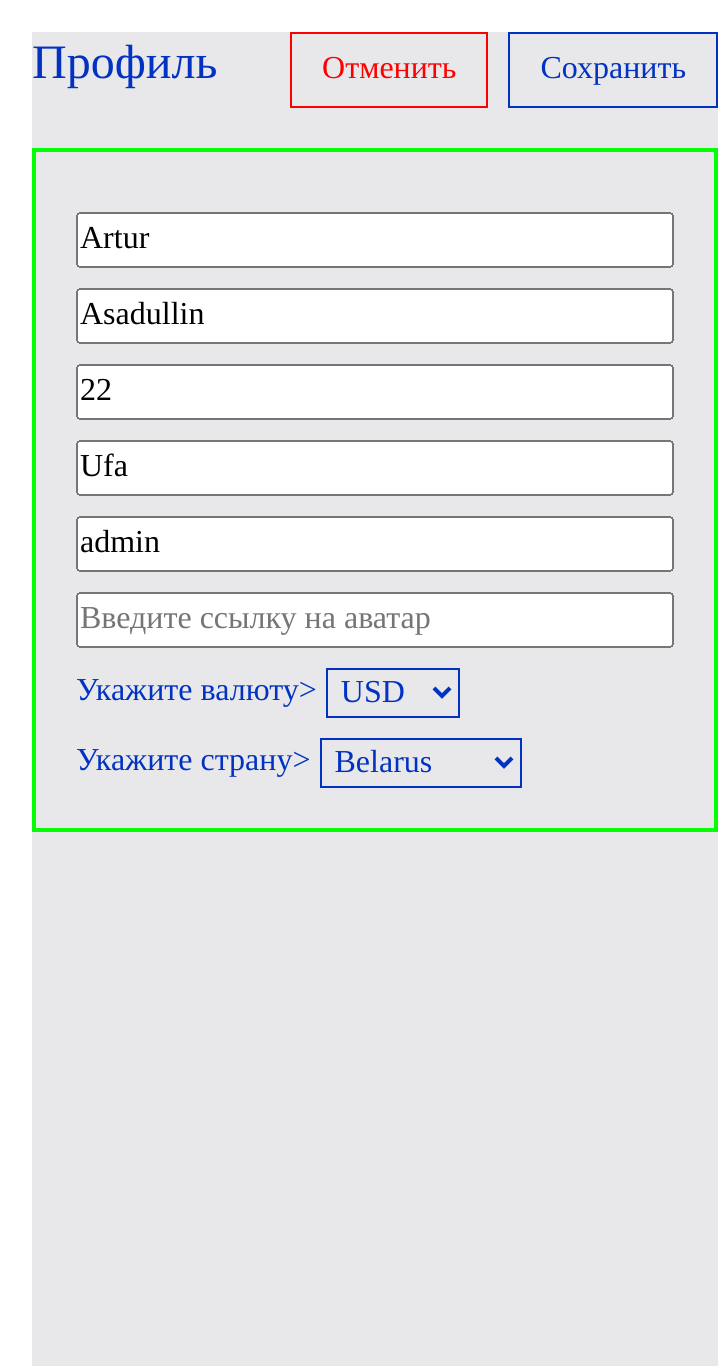 Профиль
Отменить
Сохранить
Artur
Asadullin
22
Ufa
admin
Введите ссылку на аватар
Укажите валюту> USD
Укажите страну> Belarus